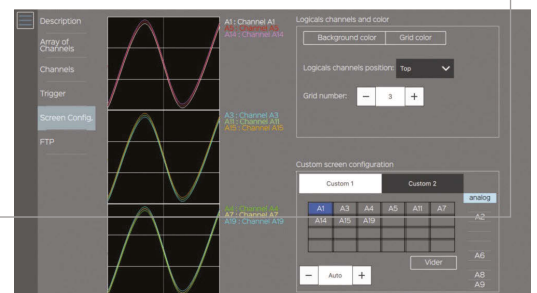 Description
Array of
Channels
Channels
Trigger
Screen Config.
FTP
A1 : Channel A1
A14 : Channel A14
A3 : Channel A3
A11 : Channel A11
A15 : Channel A15
A4 : Channel A4
A7 : Channel A7
A19 : Channel A19
Logicals channels and color
Background color
Grid color
Logicals channels position:
Top
Grid number:
−
3
+
Custom screen configuration
Custom 1
Custom 2
analog
A1 A3 A4 A5 A11 A7
A14 A15 A19
A2
A6
A8
A9
Vider
−
Auto
+